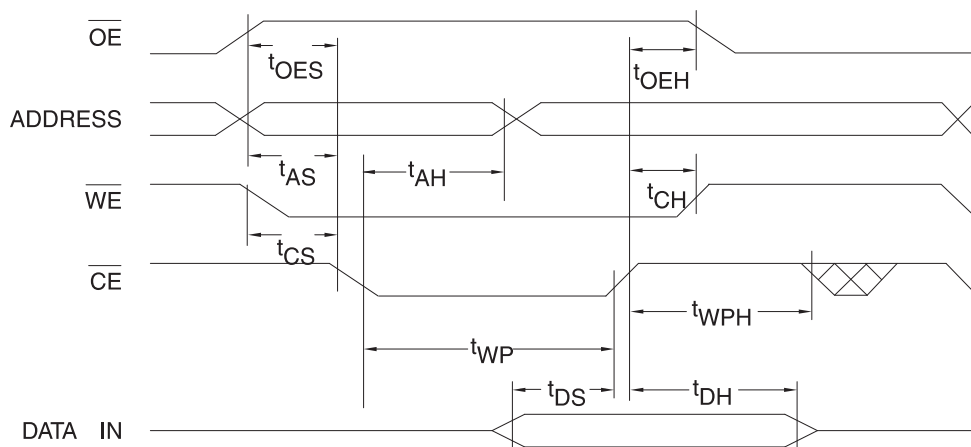 OE
tOES
tOEH
ADDRESS
tAS
tAH
tCH
WE
tCS
CE
tWPH
tWP
tDS
tDH
DATA IN